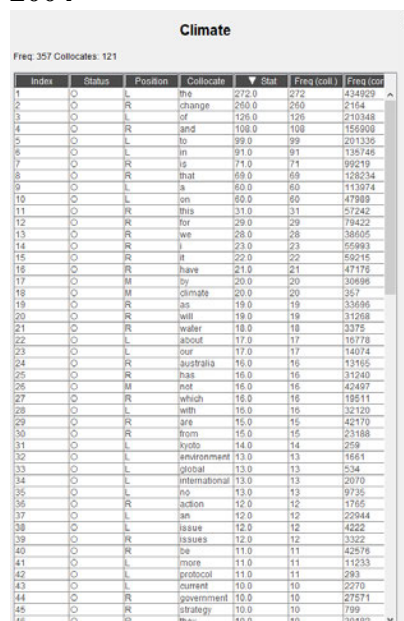 Climate
Freq: 357 Collocates: 121
Index Status Position Collocate ▼ Stat Freq (coll.) Freq (cor
1 O L the 272.0 272 434929
2 O R change 260.0 260 2164
3 O L of 126.0 126 210348
4 O R and 108.0 108 156908
5 O L to 99.0 99 201336
6 O L in 91.0 91 135746
7 O R is 71.0 71 99219
8 O R that 69.0 69 128234
9 O L a 60.0 60 113974
10 O L on 60.0 60 47989
11 O R this 31.0 31 57242
12 O R for 29.0 29 79422
13 O R we 28.0 28 38605
14 O R i 23.0 23 55993
15 O R it 22.0 22 59215
16 O R have 21.0 21 47176
17 O M by 20.0 20 30696
18 O M climate 20.0 20 357
19 O R as 19.0 19 33696
20 O R will 19.0 19 31268
21 O R water 18.0 18 3375
22 O L about 17.0 17 16778
23 O L our 17.0 17 14074
24 O R australia 16.0 16 13165
25 O R has 16.0 16 31240
26 O M not 16.0 16 42497
27 O R which 16.0 16 18511
28 O L with 16.0 16 32120
29 O R are 15.0 15 42170
30 O R from 15.0 15 23188
31 O L kyoto 14.0 14 259
32 O L environment 13.0 13 1661
33 O L global 13.0 13 534
34 O L international 13.0 13 2070
35 O L no 13.0 13 9735
36 O R action 12.0 12 1765
37 O L an 12.0 12 22944
38 O L issue 12.0 12 4222
39 O R issues 12.0 12 3322
40 O R be 11.0 11 42576
41 O L more 11.0 11 11233
42 O L protocol 11.0 11 293
43 O L current 10.0 10 2270
44 O R government 10.0 10 27571
45 O R strategy 10.0 10 799